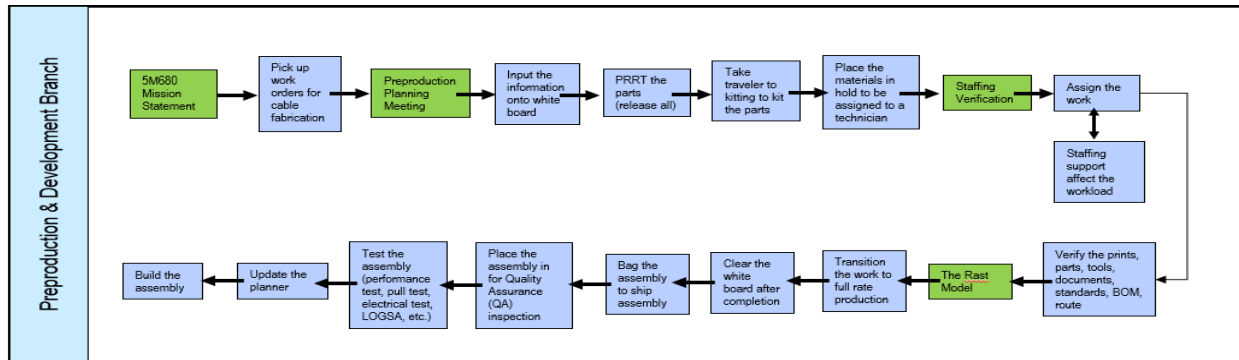 Preproduction & Development Branch
5M680
Mission
Statement
Pick up
work
orders for
cable
fabrication
Preproduction
Planning
Meeting
Input the
information
onto white
board
PRRT the
parts
(release all)
Take
traveler to
kitting to kit
the parts
Place the
materials in
hold to be
assigned to a
technician
Staffing
Verification
Assign the
work
Staffing
support
affect the
workload
Build the
assembly
Update the
planner
Test the
assembly
(performance
test, pull test,
electrical test,
LOGSA, etc.)
Place the
assembly in
for Quality
Assurance
(QA)
inspection
Bag the
assembly
to ship
assembly
Clear the
white
board after
completion
Transition
the work to
full rate
production
The Rast
Model
Verify the prints,
parts, tools,
documents,
standards, BOM,
route